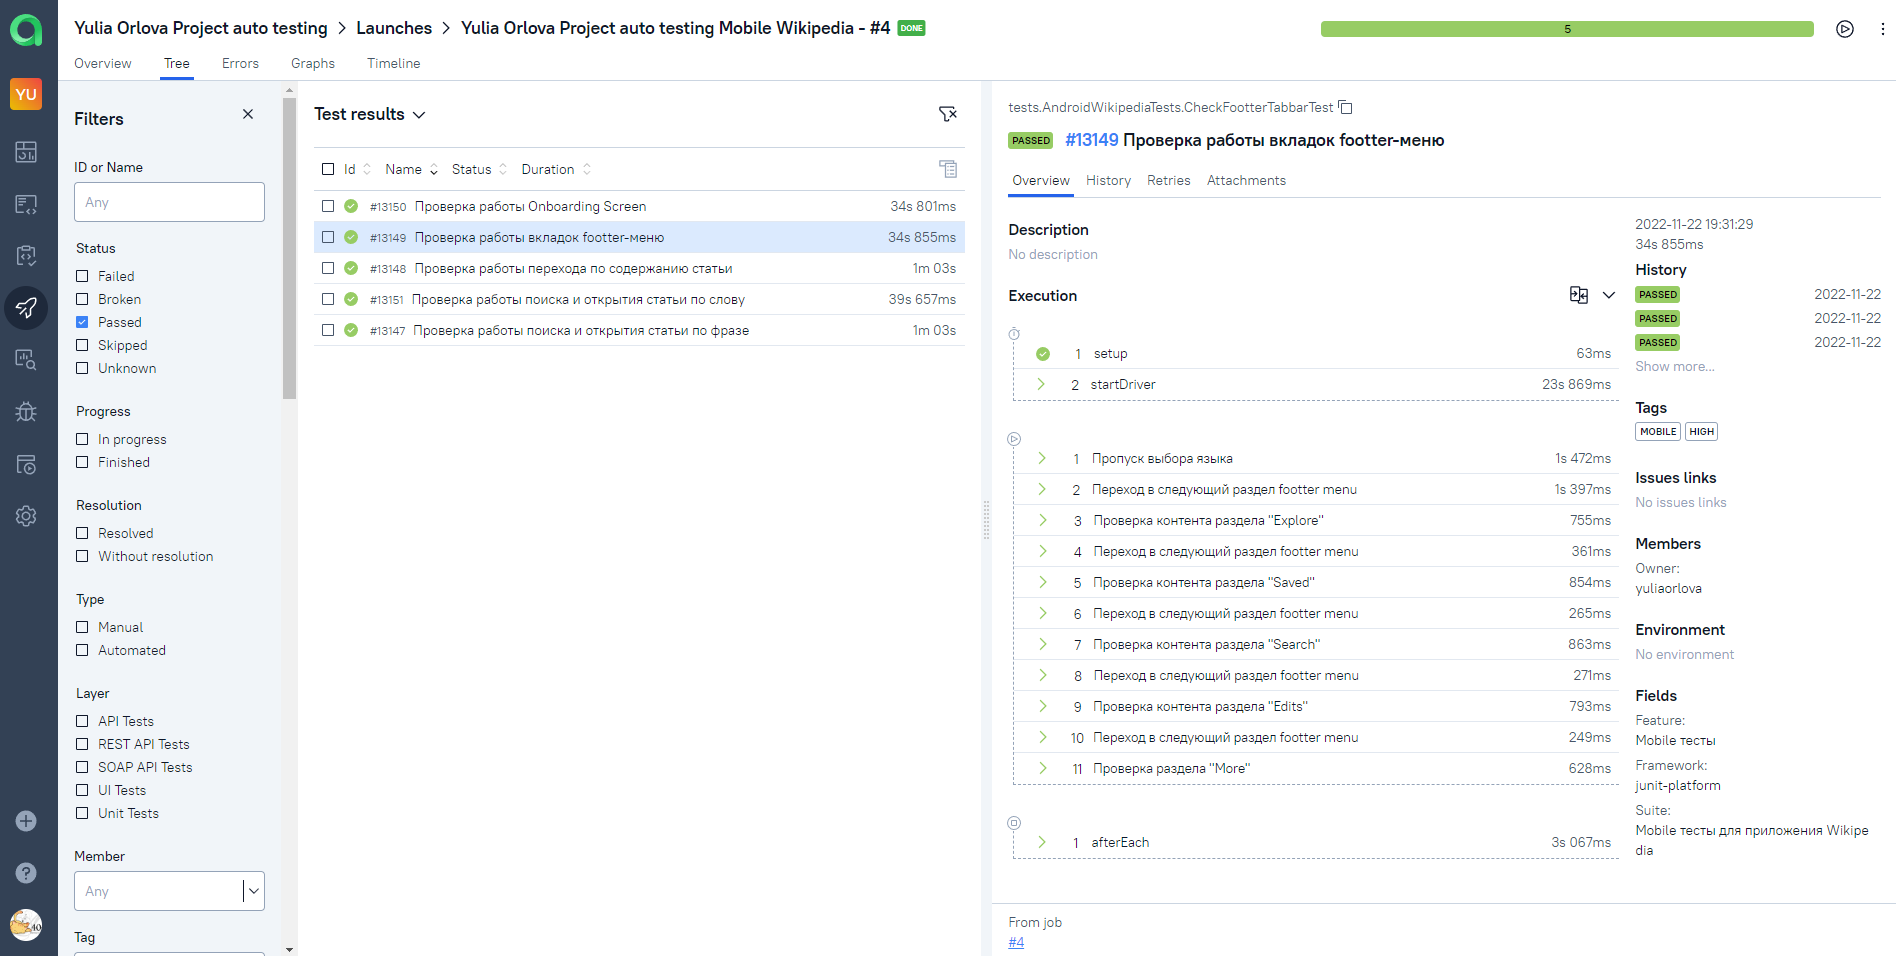 Yulia Orlova Project auto testing > Launches > Yulia Orlova Project auto testing Mobile Wikipedia - #4 DONE
5
Overview Tree Errors Graphs Timeline
YU
Filters
ID or Name
Any
Status
Failed
Broken
Passed
Skipped
Unknown
Progress
In progress
Finished
Resolution
Resolved
Without resolution
Type
Manual
Automated
Layer
API Tests
REST API Tests
SOAP API Tests
UI Tests
Unit Tests
Member
Any
Tag
Test results
Id Name Status Duration
#13150 Проверка работы Onboarding Screen 34s 801ms
#13149 Проверка работы вкладок footter-меню 34s 855ms
#13148 Проверка работы перехода по содержанию статьи 1m 03s
#13151 Проверка работы поиска и открытия статьи по слову 39s 657ms
#13147 Проверка работы поиска и открытия статьи по фразе 1m 03s
tests.AndroidWikipediaTests.CheckFootterTabbarTest
PASSED #13149 Проверка работы вкладок footter-меню
Overview History Retries Attachments
Description
No description
Execution
1 setup 63ms
2 startDriver 23s 869ms
1 Пропуск выбора языка 1s 472ms
2 Переход в следующий раздел footter menu 1s 397ms
3 Проверка контента раздела "Explore" 755ms
4 Переход в следующий раздел footter menu 361ms
5 Проверка контента раздела "Saved" 854ms
6 Переход в следующий раздел footter menu 265ms
7 Проверка контента раздела "Search" 863ms
8 Переход в следующий раздел footter menu 271ms
9 Проверка контента раздела "Edits" 793ms
10 Переход в следующий раздел footter menu 249ms
11 Проверка раздела "More" 628ms
1 afterEach 3s 067ms
2022-11-22 19:31:29
34s 855ms
History
PASSED 2022-11-22
PASSED 2022-11-22
PASSED 2022-11-22
Show more...
Tags
MOBILE HIGH
Issues links
No issues links
Members
Owner:
yuliaorlova
Environment
No environment
Fields
Feature:
Mobile тесты
Framework:
junit-platform
Suite:
Mobile тесты для приложения Wikipe
dia
From job
#4